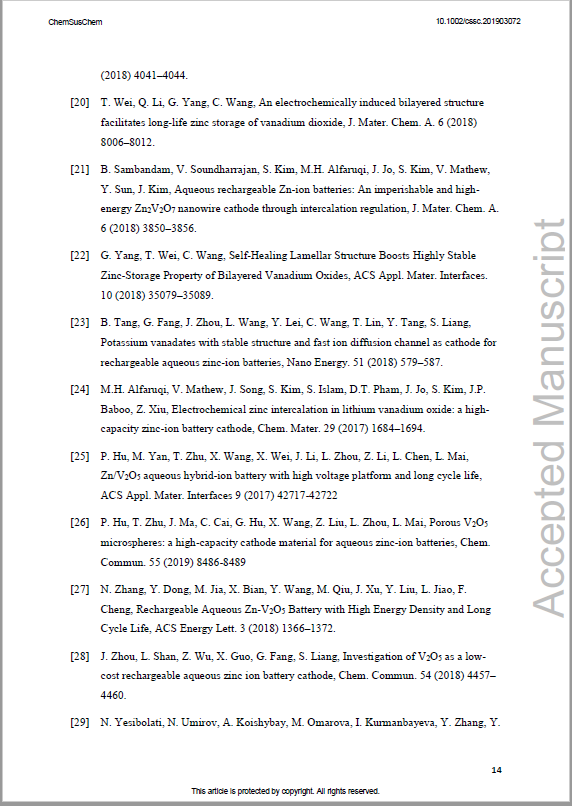 ChemSusChem
10.1002/cssc.201903072
(2018) 4041–4044.
[20] T. Wei, Q. Li, G. Yang, C. Wang, An electrochemically induced bilayered structure
facilitates long-life zinc storage of vanadium dioxide, J. Mater. Chem. A. 6 (2018)
8006–8012.
[21] B. Sambandam, V. Soundharrajan, S. Kim, M.H. Alfaruqi, J. Jo, S. Kim, V. Mathew,
Y. Sun, J. Kim, Aqueous rechargeable Zn-ion batteries: An imperishable and high-
energy Zn₂V₂O₇ nanowire cathode through intercalation regulation, J. Mater. Chem. A.
6 (2018) 3850–3856.
[22] G. Yang, T. Wei, C. Wang, Self-Healing Lamellar Structure Boosts Highly Stable
Zinc-Storage Property of Bilayered Vanadium Oxides, ACS Appl. Mater. Interfaces.
10 (2018) 35079–35089.
[23] B. Tang, G. Fang, J. Zhou, L. Wang, Y. Lei, C. Wang, T. Lin, Y. Tang, S. Liang,
Potassium vanadates with stable structure and fast ion diffusion channel as cathode for
rechargeable aqueous zinc-ion batteries, Nano Energy. 51 (2018) 579–587.
[24] M.H. Alfaruqi, V. Mathew, J. Song, S. Kim, S. Islam, D.T. Pham, J. Jo, S. Kim, J.P.
Baboo, Z. Xiu, Electrochemical zinc intercalation in lithium vanadium oxide: a high-
capacity zinc-ion battery cathode, Chem. Mater. 29 (2017) 1684–1694.
[25] P. Hu, M. Yan, T. Zhu, X. Wang, X. Wei, J. Li, L. Zhou, Z. Li, L. Chen, L. Mai,
Zn/V₂O₅ aqueous hybrid-ion battery with high voltage platform and long cycle life,
ACS Appl. Mater. Interfaces 9 (2017) 42717-42722
[26] P. Hu, T. Zhu, J. Ma, C. Cai, G. Hu, X. Wang, Z. Liu, L. Zhou, L. Mai, Porous V₂O₅
microspheres: a high-capacity cathode material for aqueous zinc-ion batteries, Chem.
Commun. 55 (2019) 8486-8489
[27] N. Zhang, Y. Dong, M. Jia, X. Bian, Y. Wang, M. Qiu, J. Xu, Y. Liu, L. Jiao, F.
Cheng, Rechargeable Aqueous Zn-V₂O₅ Battery with High Energy Density and Long
Cycle Life, ACS Energy Lett. 3 (2018) 1366–1372.
[28] J. Zhou, L. Shan, Z. Wu, X. Guo, G. Fang, S. Liang, Investigation of V₂O₅ as a low-
cost rechargeable aqueous zinc ion battery cathode, Chem. Commun. 54 (2018) 4457–
4460.
[29] N. Yesibolati, N. Umirov, A. Koishybay, M. Omarova, I. Kurmanbayeva, Y. Zhang, Y.
Accepted Manuscript
14
This article is protected by copyright. All rights reserved.